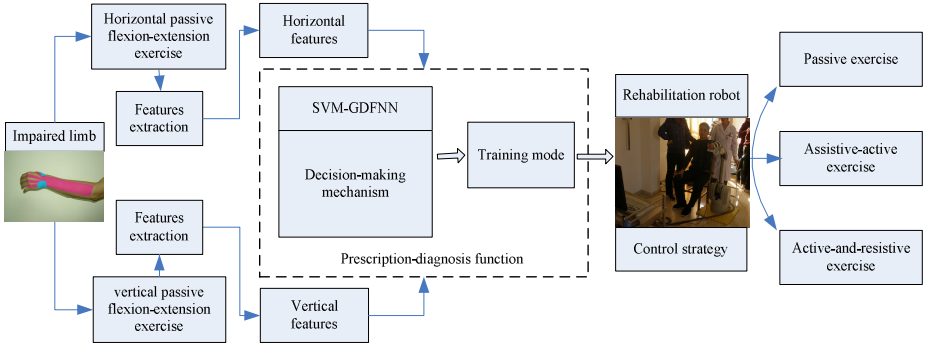 Horizontal passive
flexion-extension
exercise
Horizontal
features
Features
extraction
Impaired limb
Features
extraction
vertical passive
flexion-extension
exercise
Vertical
features
SVM-GDFNN
Decision-making
mechanism
Training mode
Prescription-diagnosis function
Rehabilitation robot
Control strategy
Passive exercise
Assistive-active
exercise
Active-and-resistive
exercise